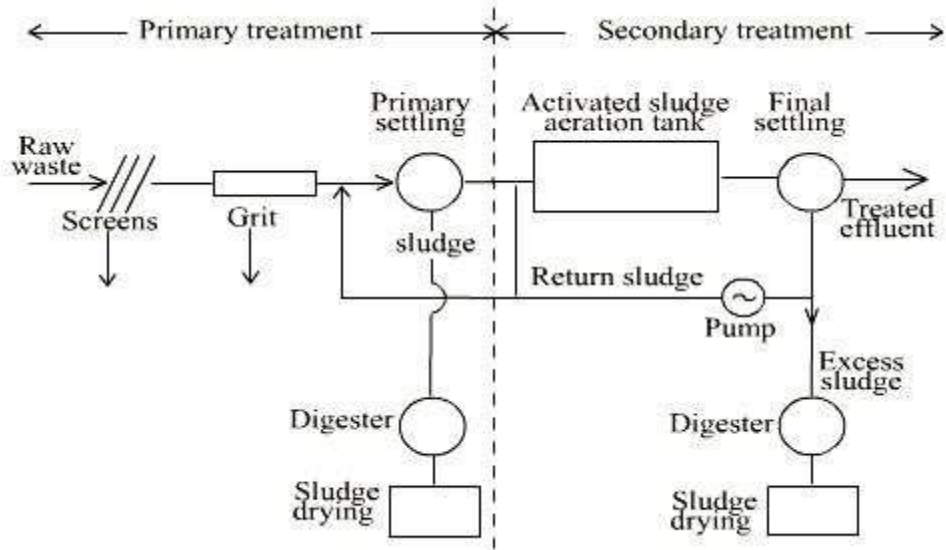 Primary treatment
Secondary treatment
Primary
settling
Activated sludge
aeration tank
Final
settling
Raw
waste
Screens
Grit
sludge
Treated
effluent
Return sludge
Pump
Excess
sludge
Digester
Digester
Sludge
drying
Sludge
drying